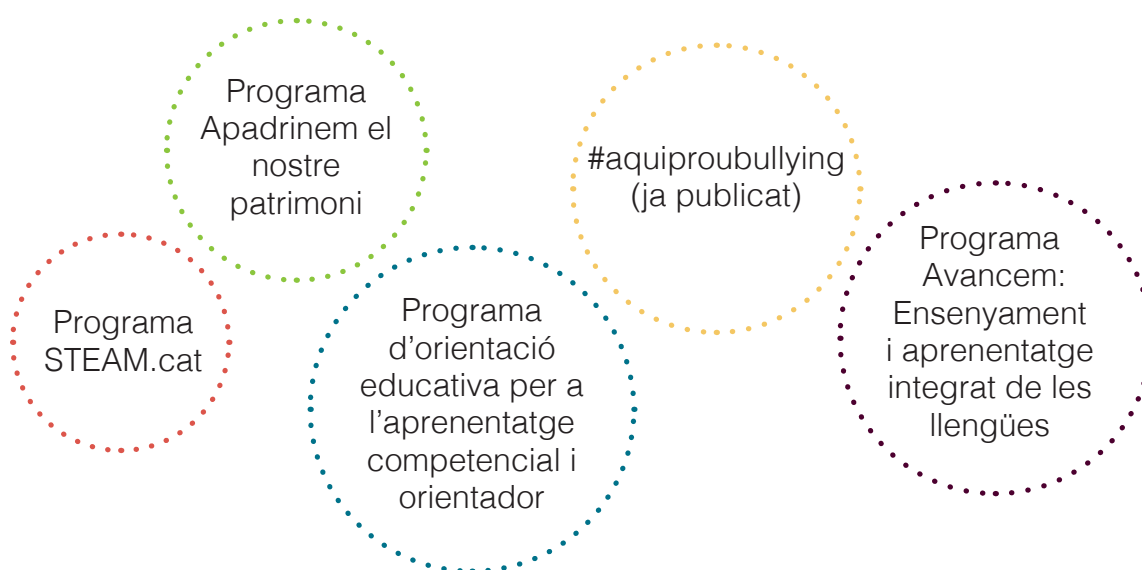 Programa
Apadrinem el
nostre
patrimoni
#aquiproubullying
(ja publicat)
Programa
STEAM.cat
Programa
d’orientació
educativa per a
l’aprenentatge
competencial i
orientador
Programa
Avancem:
Ensenyament
i aprenentatge
integrat de les
llengües